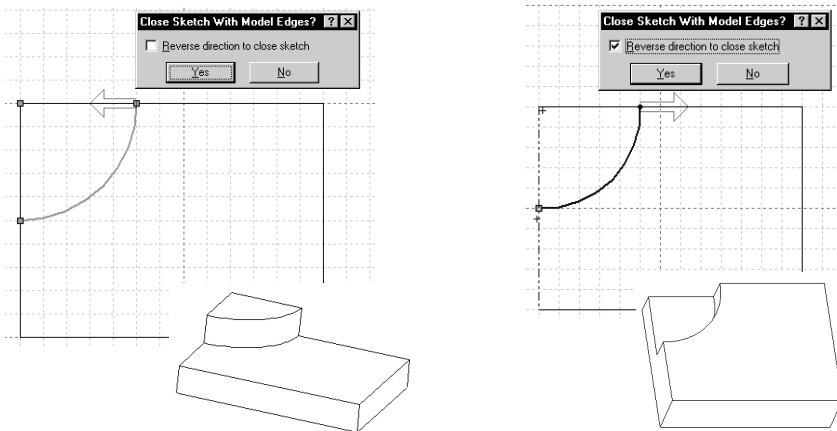 Close Sketch With Model Edges?
Reverse direction to close sketch
Yes No
Close Sketch With Model Edges?
Reverse direction to close sketch
Yes No